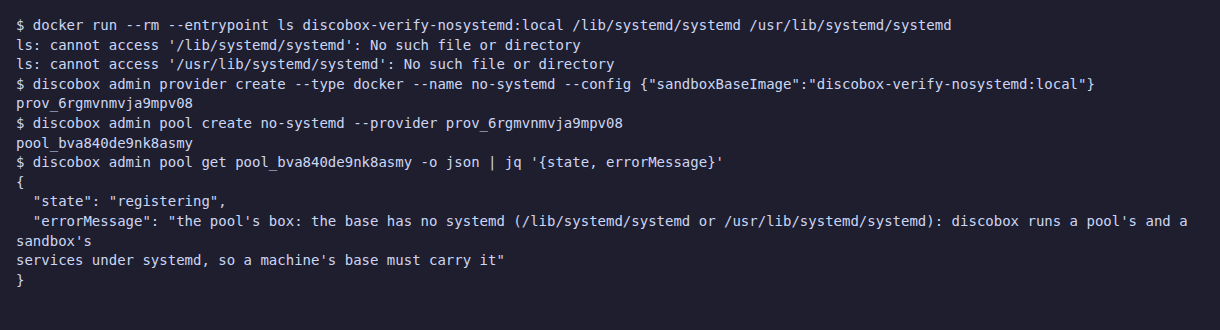 $ docker run --rm --entrypoint ls discobox-verify-nosystemd:local /lib/systemd/systemd /usr/lib/systemd/systemd
ls: cannot access '/lib/systemd/systemd': No such file or directory
ls: cannot access '/usr/lib/systemd/systemd': No such file or directory
$ discobox admin provider create --type docker --name no-systemd --config {"sandboxBaseImage":"discobox-verify-nosystemd:local"}
prov_6rgmvnmvja9mpv08
$ discobox admin pool create no-systemd --provider prov_6rgmvnmvja9mpv08
pool_bva840de9nk8asmy
$ discobox admin pool get pool_bva840de9nk8asmy -o json | jq '{state, errorMessage}'
{
  "state": "registering",
  "errorMessage": "the pool's box: the base has no systemd (/lib/systemd/systemd or /usr/lib/systemd/systemd): discobox runs a pool's and a
sandbox's
services under systemd, so a machine's base must carry it"
}